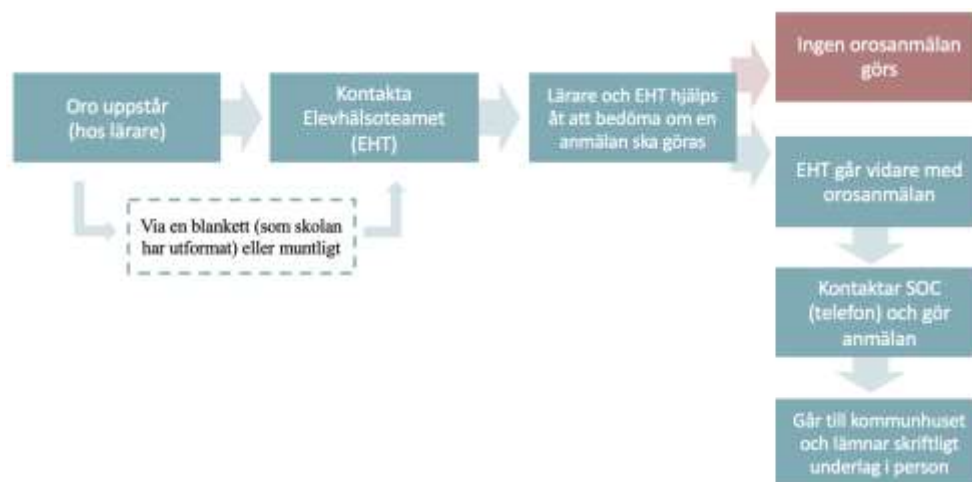 Oro uppstår
(hos lärare)
Kontakta
Elevhälsoteamet
(EHT)
Lärare och EHT hjälps
åt att bedöma om en
anmälan ska göras
Ingen orosanmälan
görs
EHT går vidare med
orosanmälan
Via en blankett (som skolan
har utformat) eller muntligt
Kontaktar SOC
(telefon) och gör
anmälan
Går till kommunhuset
och lämnar skriftligt
underlag i person